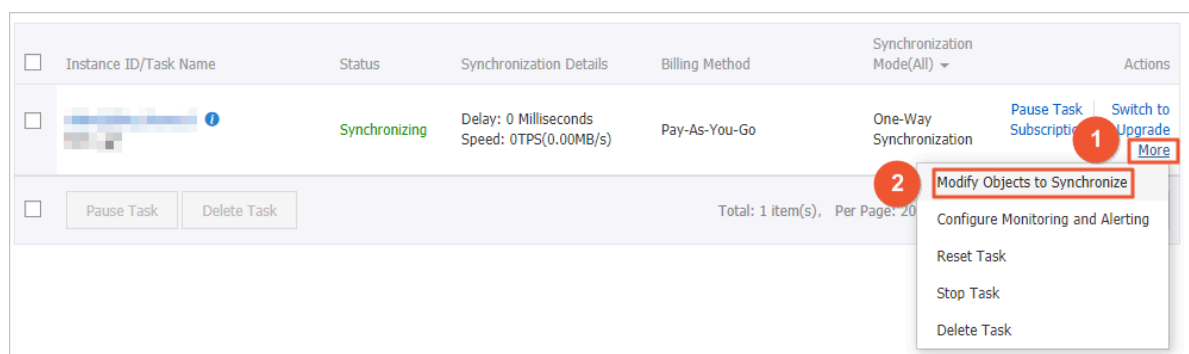 Synchronization
Instance ID/Task Name Status Synchronization Details Billing Method Mode(All) Actions
Delay: 0 Milliseconds One-Way Pause Task Switch to
Synchronizing Speed: 0TPS(0.00MB/s) Pay-As-You-Go Synchronization Upgrade
1
More
2
Modify Objects to Synchronize
Pause Task Delete Task Total: 1 item(s), Per Page: 20
Configure Monitoring and Alerting
Reset Task
Stop Task
Delete Task